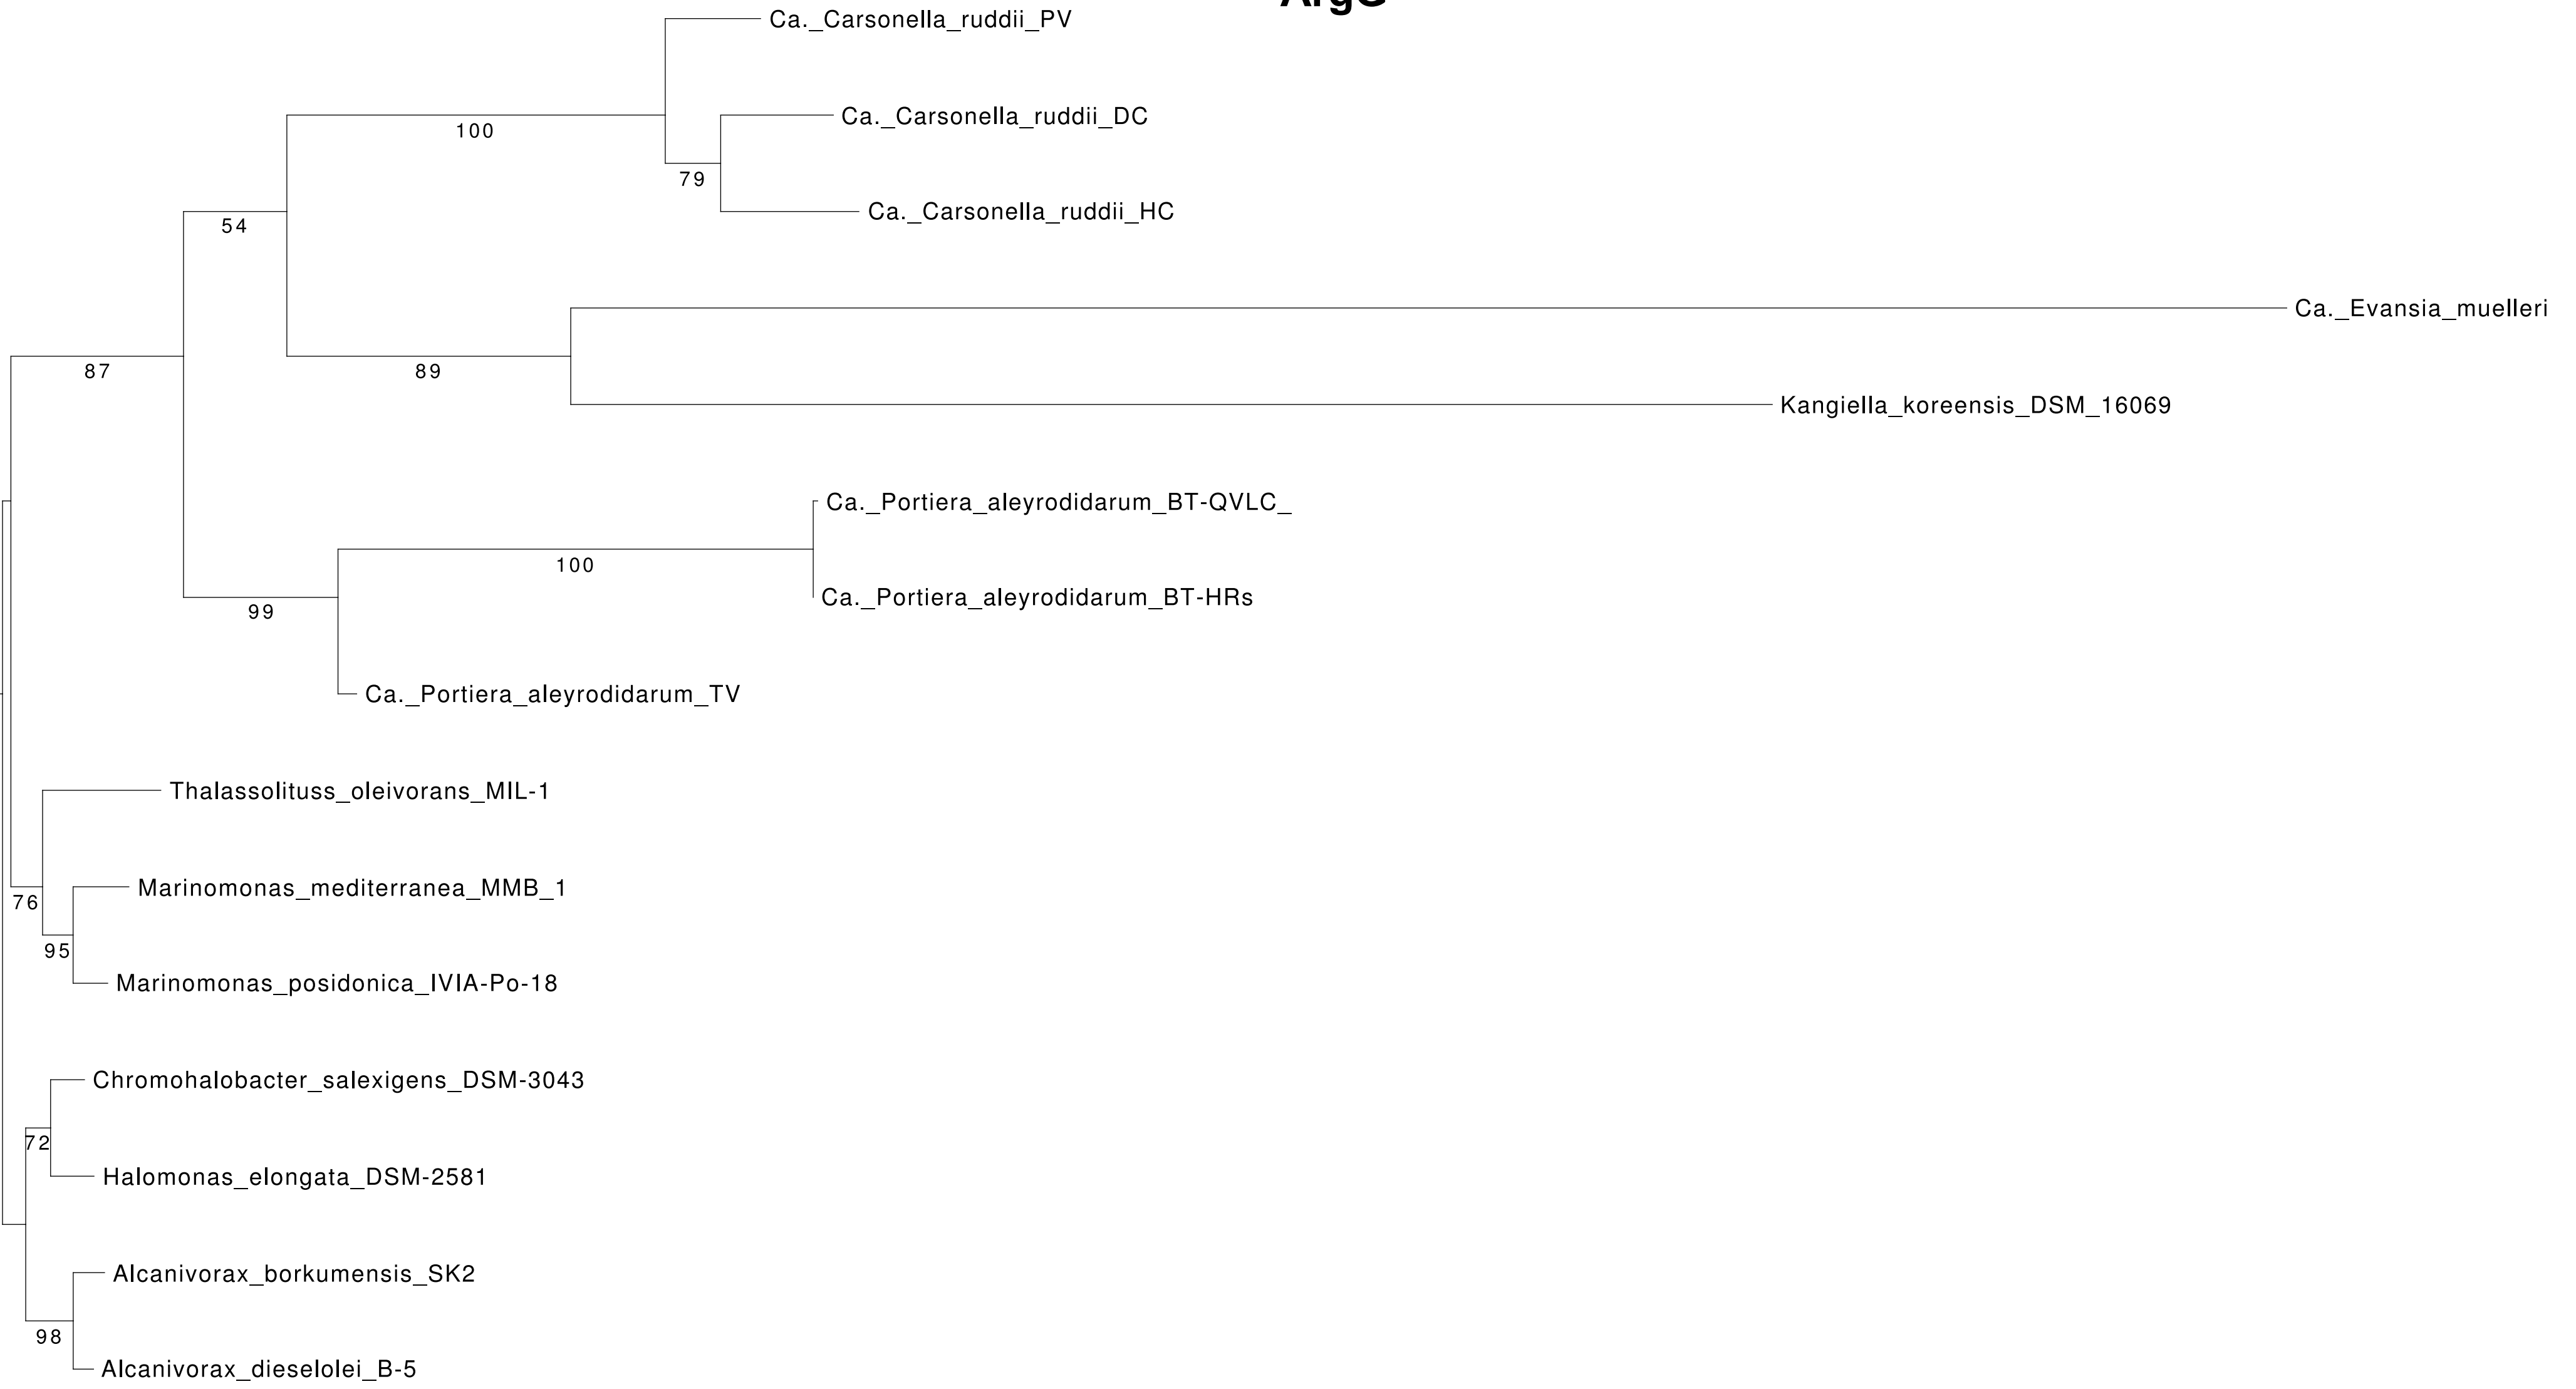 ArgG
Ca._Carsonella_ruddii_PV
Ca._Carsonella_ruddii_DC
100
79
Ca._Carsonella_ruddii_HC
54
Ca._Evansia_muelleri
87
89
Kangiella_koreensis_DSM_16069
Ca._Portiera_aleyrodidarum_BT-QVLC_
100
Ca._Portiera_aleyrodidarum_BT-HRs
99
Ca._Portiera_aleyrodidarum_TV
Thalassolituss_oleivorans_MIL-1
Marinomonas_mediterranea_MMB_1
76
95
Marinomonas_posidonica_IVIA-Po-18
Chromohalobacter_salexigens_DSM-3043
72
Halomonas_elongata_DSM-2581
Alcanivorax_borkumensis_SK2
98
Alcanivorax_dieselolei_B-5